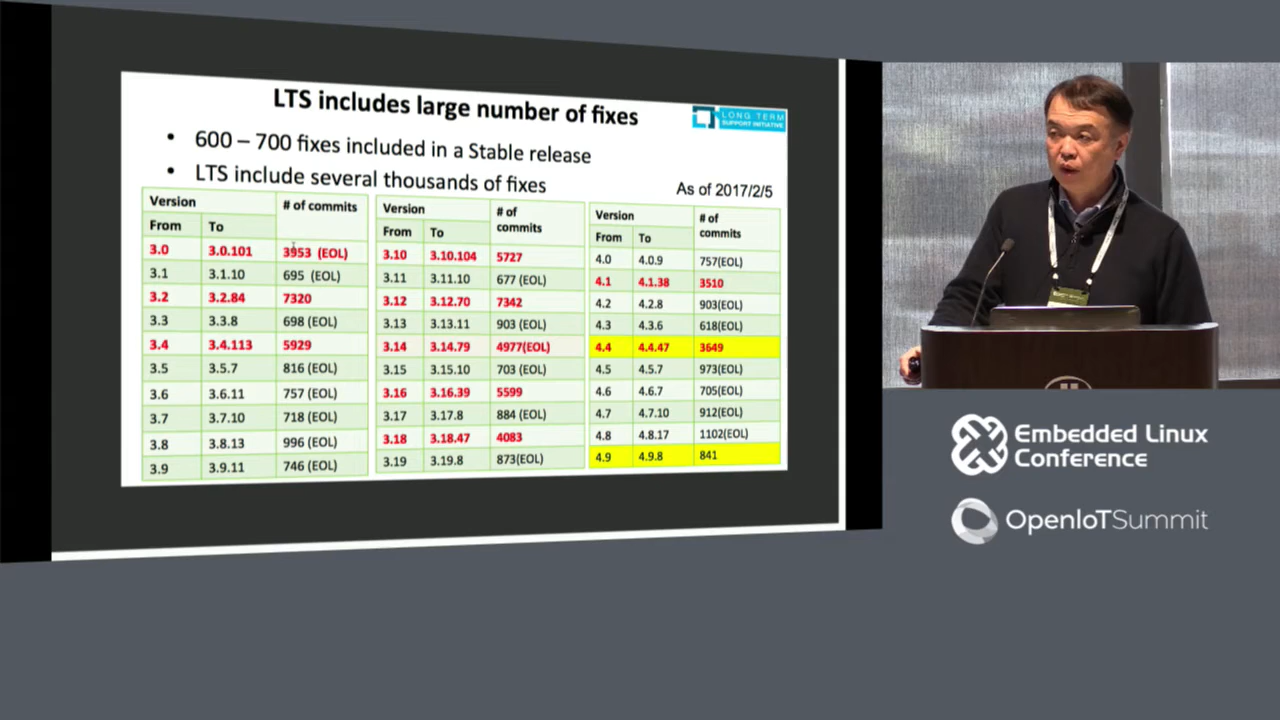 LTS includes large number of fixes
LONG TERM
SUPPORT INITIATIVE
• 600 – 700 fixes included in a Stable release
• LTS include several thousands of fixes
As of 2017/2/5
Version # of commits
From To
3.0 3.0.101 3953 (EOL)
3.1 3.1.10 695 (EOL)
3.2 3.2.84 7320
3.3 3.3.8 698 (EOL)
3.4 3.4.113 5929
3.5 3.5.7 816 (EOL)
3.6 3.6.11 757 (EOL)
3.7 3.7.10 718 (EOL)
3.8 3.8.13 996 (EOL)
3.9 3.9.11 746 (EOL)
Version # of
commits
From To
3.10 3.10.104 5727
3.11 3.11.10 677 (EOL)
3.12 3.12.70 7342
3.13 3.13.11 903 (EOL)
3.14 3.14.79 4977(EOL)
3.15 3.15.10 703 (EOL)
3.16 3.16.39 5599
3.17 3.17.8 884 (EOL)
3.18 3.18.47 4083
3.19 3.19.8 873(EOL)
Version # of
commits
From To
4.0 4.0.9 757(EOL)
4.1 4.1.38 3510
4.2 4.2.8 903(EOL)
4.3 4.3.6 618(EOL)
4.4 4.4.47 3649
4.5 4.5.7 973(EOL)
4.6 4.6.7 705(EOL)
4.7 4.7.10 912(EOL)
4.8 4.8.17 1102(EOL)
4.9 4.9.8 841
Embedded Linux
Conference
OpenIoTSummit